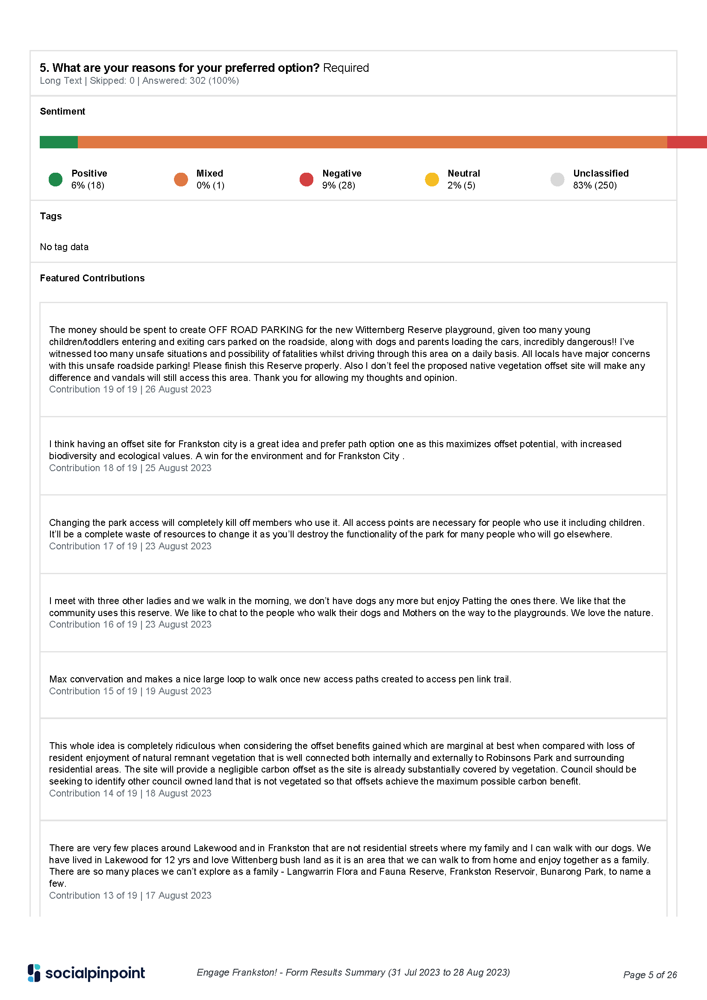 5. What are your reasons for your preferred option? Required
Long Text | Skipped: 0 | Answered: 302 (100%)
Sentiment
Positive
6% (18)
Mixed
0% (1)
Negative
9% (28)
Neutral
2% (5)
Unclassified
83% (250)
Tags
No tag data
Featured Contributions
The money should be spent to create OFF ROAD PARKING for the new Witternberg Reserve playground, given too many young
children/toddlers entering and exiting cars parked on the roadside, along with dogs and parents loading the cars, incredibly dangerous!! I’ve
witnessed too many unsafe situations and possibility of fatalities whilst driving through this area on a daily basis. All locals have major concerns
with this unsafe roadside parking! Please finish this Reserve properly. Also I don’t feel the proposed native vegetation offset site will make any
difference and vandals will still access this area. Thank you for allowing my thoughts and opinion.
Contribution 19 of 19 | 26 August 2023
I think having an offset site for Frankston city is a great idea and prefer path option one as this maximizes offset potential, with increased
biodiversity and ecological values. A win for the environment and for Frankston City .
Contribution 18 of 19 | 25 August 2023
Changing the park access will completely kill off members who use it. All access points are necessary for people who use it including children.
It’ll be a complete waste of resources to change it as you’ll destroy the functionality of the park for many people who will go elsewhere.
Contribution 17 of 19 | 23 August 2023
I meet with three other ladies and we walk in the morning, we don’t have dogs any more but enjoy Patting the ones there. We like that the
community uses this reserve. We like to chat to the people who walk their dogs and Mothers on the way to the playgrounds. We love the nature.
Contribution 16 of 19 | 23 August 2023
Max convervation and makes a nice large loop to walk once new access paths created to access pen link trail.
Contribution 15 of 19 | 19 August 2023
This whole idea is completely ridiculous when considering the offset benefits gained which are marginal at best when compared with loss of
resident enjoyment of natural remnant vegetation that is well connected both internally and externally to Robinsons Park and surrounding
residential areas. The site will provide a negligible carbon offset as the site is already substantially covered by vegetation. Council should be
seeking to identify other council owned land that is not vegetated so that offsets achieve the maximum possible carbon benefit.
Contribution 14 of 19 | 18 August 2023
There are very few places around Lakewood and in Frankston that are not residential streets where my family and I can walk with our dogs. We
have lived in Lakewood for 12 yrs and love Wittenberg bush land as it is an area that we can walk to from home and enjoy together as a family.
There are so many places we can’t explore as a family - Langwarrin Flora and Fauna Reserve, Frankston Reservoir, Bunarong Park, to name a
few.
Contribution 13 of 19 | 17 August 2023
socialpinpoint
Engage Frankston! - Form Results Summary (31 Jul 2023 to 28 Aug 2023)
Page 5 of 26